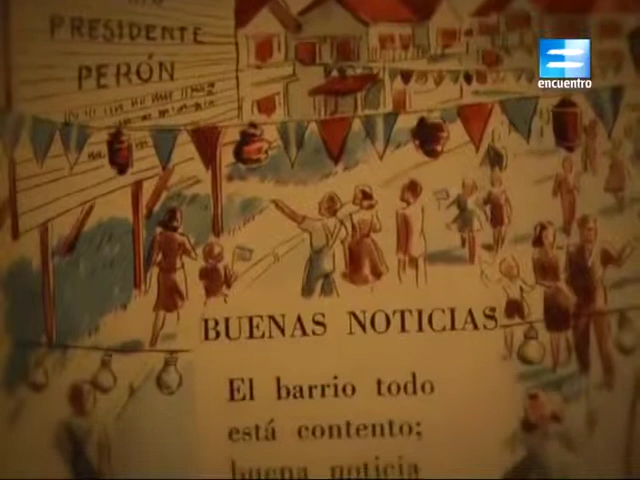 PRESIDENTE
PERÓN
encuentro
BUENAS NOTICIAS
El barrio todo
está contento;
buena noticia